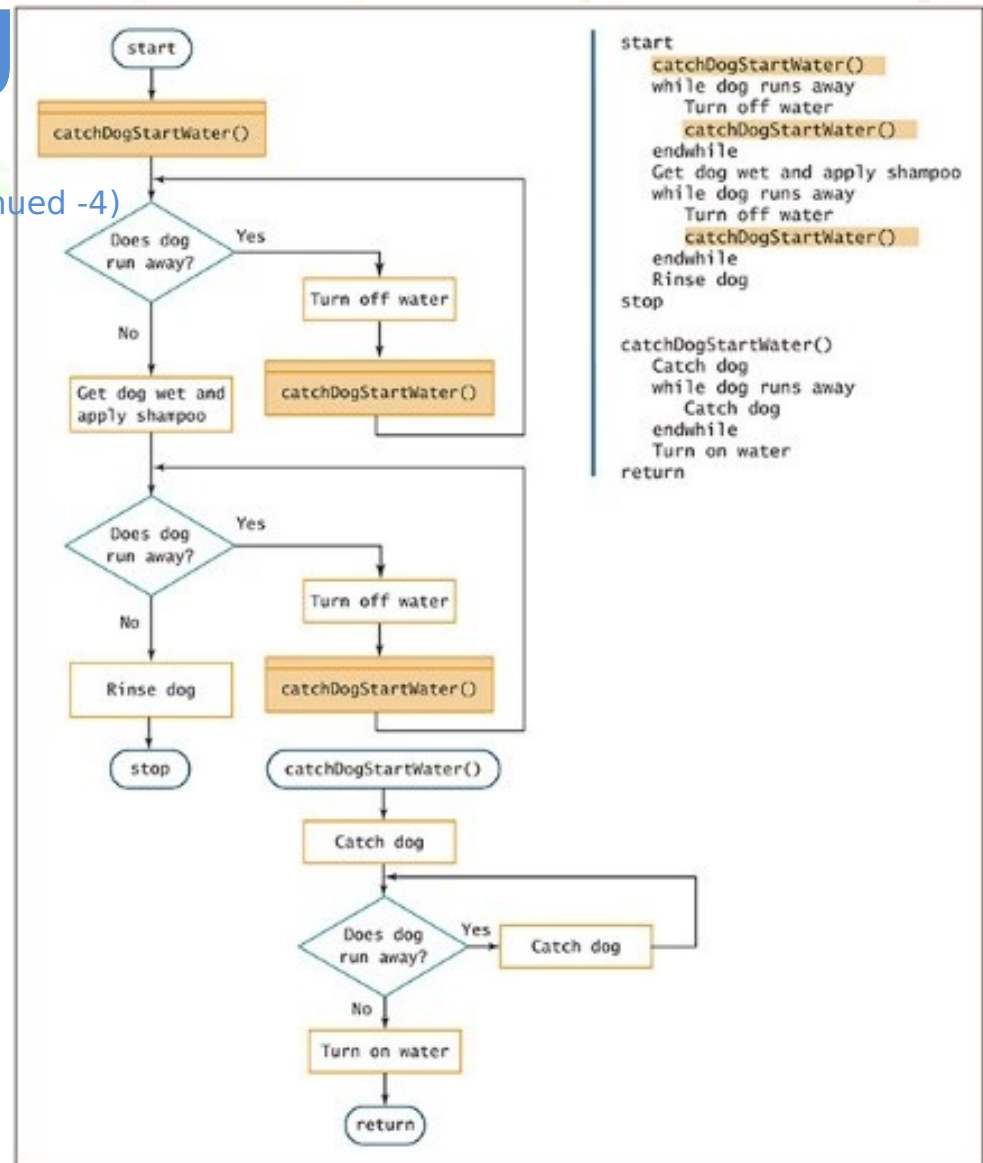 start
catchDogStartWater()
nued -4)
Does dog
run away?
Yes
Turn off water
catchDogStartWater()
No
Get dog wet and
apply shampoo
Does dog
run away?
Yes
Turn off water
catchDogStartWater()
No
Rinse dog
stop
catchDogStartWater()
Catch dog
Does dog
run away?
Yes
Catch dog
No
Turn on water
return
start
catchDogStartWater()
while dog runs away
Turn off water
catchDogStartWater()
endwhile
Get dog wet and apply shampoo
while dog runs away
Turn off water
catchDogStartWater()
endwhile
Rinse dog
stop
catchDogStartWater()
Catch dog
while dog runs away
Catch dog
endwhile
Turn on water
return